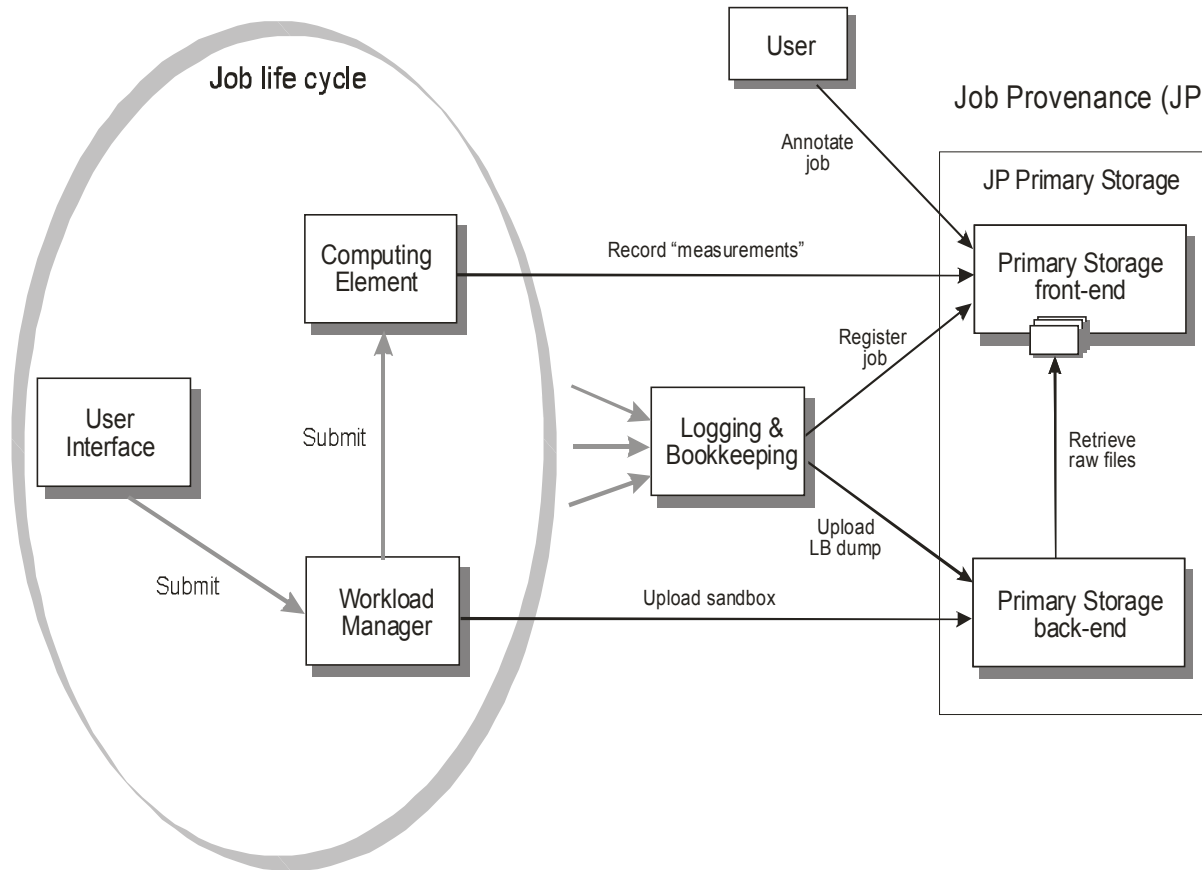 User
Job life cycle
Job Provenance (JP
Annotate
job
JP Primary Storage
Computing
Element
Record “measurements”
Primary Storage
front-end
Register
job
User
Interface
Submit
Logging &
Bookkeeping
Retrieve
raw files
Upload
LB dump
Submit
Workload
Manager
Upload sandbox
Primary Storage
back-end